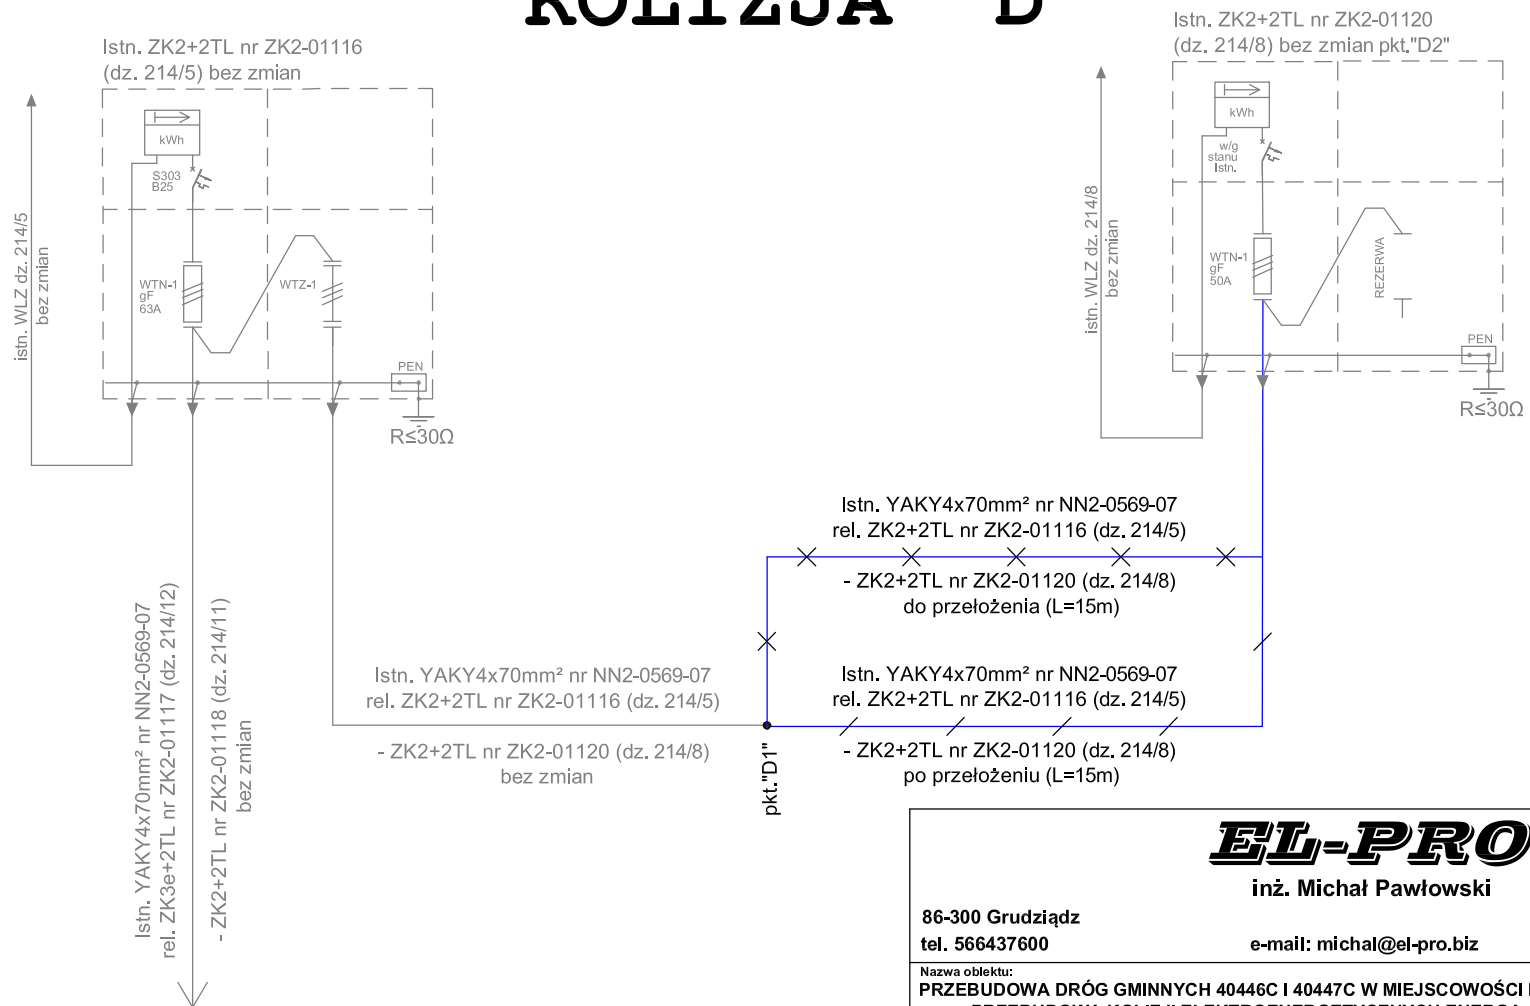 KOLIZJA "D"
Istn. ZK2+2TL nr ZK2-01116
(dz. 214/5) bez zmian
istn. WLZ dz. 214/5
bez zmian
kWh
S303
B25
WTN-1
gF
63A
WTZ-1
PEN
R≤30Ω
Istn. ZK2+2TL nr ZK2-01120
(dz. 214/8) bez zmian pkt."D2"
istn. WLZ dz. 214/8
bez zmian
kWh
w/g
stanu
Istn.
WTN-1
gF
50A
REZERWA
PEN
R≤30Ω
Istn. YAKY4x70mm² nr NN2-0569-07
rel. ZK2+2TL nr ZK2-01116 (dz. 214/5)
- ZK2+2TL nr ZK2-01120 (dz. 214/8)
do przełożenia (L=15m)
Istn. YAKY4x70mm² nr NN2-0569-07
rel. ZK3e+2TL nr ZK2-01117 (dz. 214/12)
- ZK2+2TL nr ZK2-01118 (dz. 214/11)
bez zmian
Istn. YAKY4x70mm² nr NN2-0569-07
rel. ZK2+2TL nr ZK2-01116 (dz. 214/5)
- ZK2+2TL nr ZK2-01120 (dz. 214/8)
bez zmian
pkt."D1"
Istn. YAKY4x70mm² nr NN2-0569-07
rel. ZK2+2TL nr ZK2-01116 (dz. 214/5)
- ZK2+2TL nr ZK2-01120 (dz. 214/8)
po przełożeniu (L=15m)
EL-PRO
inż. Michał Pawłowski
86-300 Grudziądz
tel. 566437600 e-mail: michal@el-pro.biz
Nazwa obiektu:
PRZEBUDOWA DRÓG GMINNYCH 40446C I 40447C W MIEJSCOWOŚCI